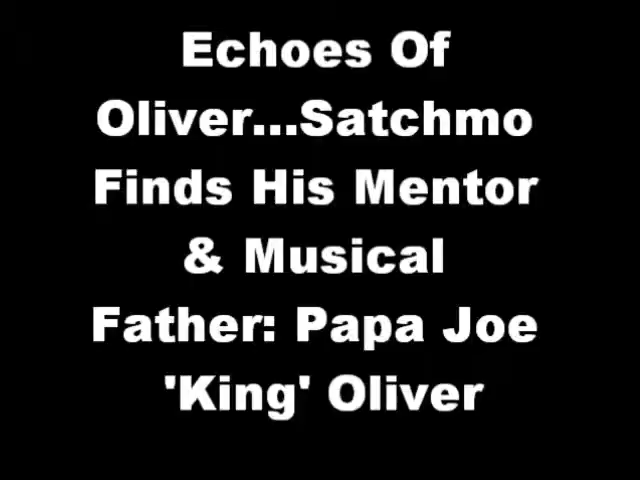 Echoes Of
Oliver...Satchmo
Finds His Mentor
& Musical
Father: Papa Joe
'King' Oliver